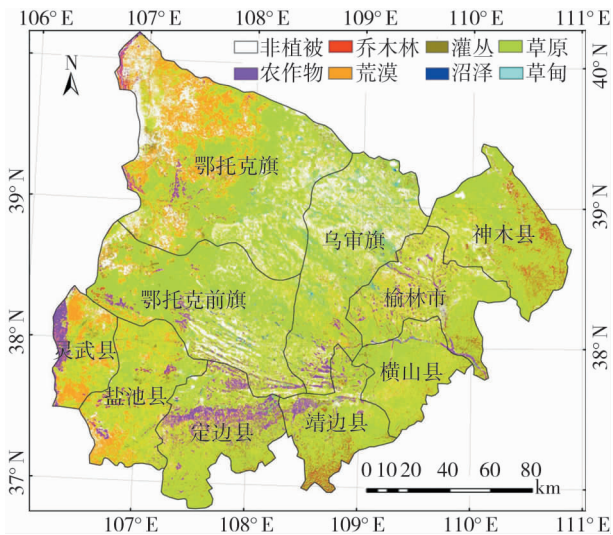 106°E 107°E 108°E 109°E 110°E 111°E
非植被 乔木林 灌丛 草原
农作物 荒漠 沼泽 草甸
N
40°N
40°N
鄂托克旗
39°N
39°N
乌审旗
神木县
鄂托克前旗
榆林市
38°N
38°N
灵武县
盐池县
横山县
定边县
靖边县
37°N
37°N
0 10 20 40 60 80
km
107°E 108°E 109°E 110°E 111°E